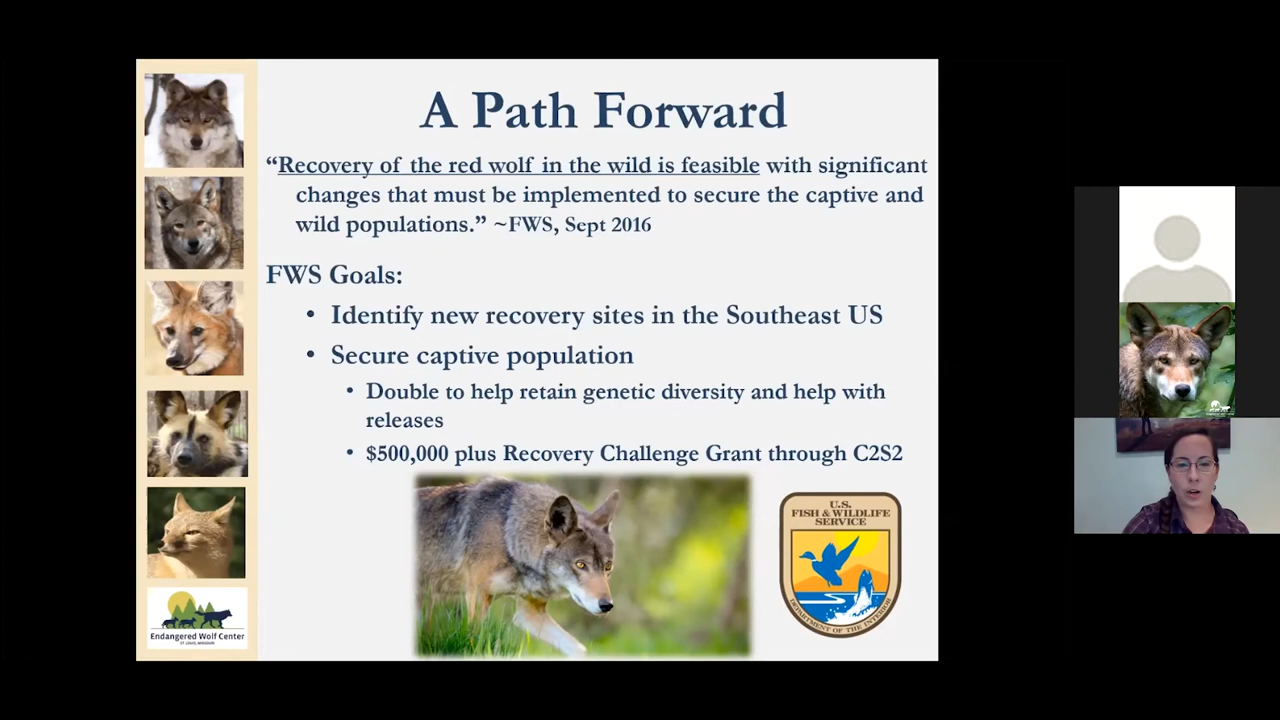 A Path Forward
“Recovery of the red wolf in the wild is feasible with significant
changes that must be implemented to secure the captive and
wild populations.” ~FWS, Sept 2016
FWS Goals:
• Identify new recovery sites in the Southeast US
• Secure captive population
• Double to help retain genetic diversity and help with
releases
• $500,000 plus Recovery Challenge Grant through C2S2
Endangered Wolf Center
ST. LOUIS, MISSOURI
U.S.
FISH & WILDLIFE
SERVICE
DEPARTMENT OF THE INTERIOR